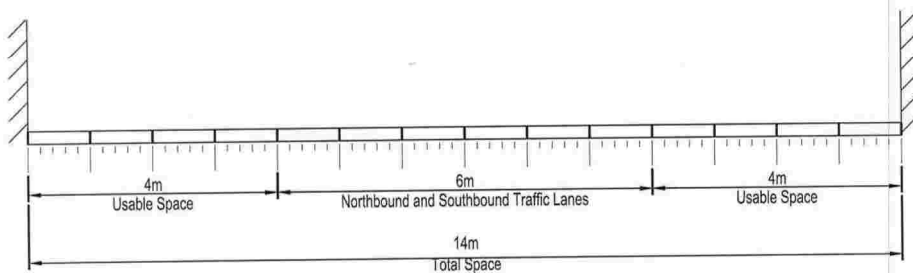 4m
Usable Space
6m
Northbound and Southbound Traffic Lanes
4m
Usable Space
14m
Total Space